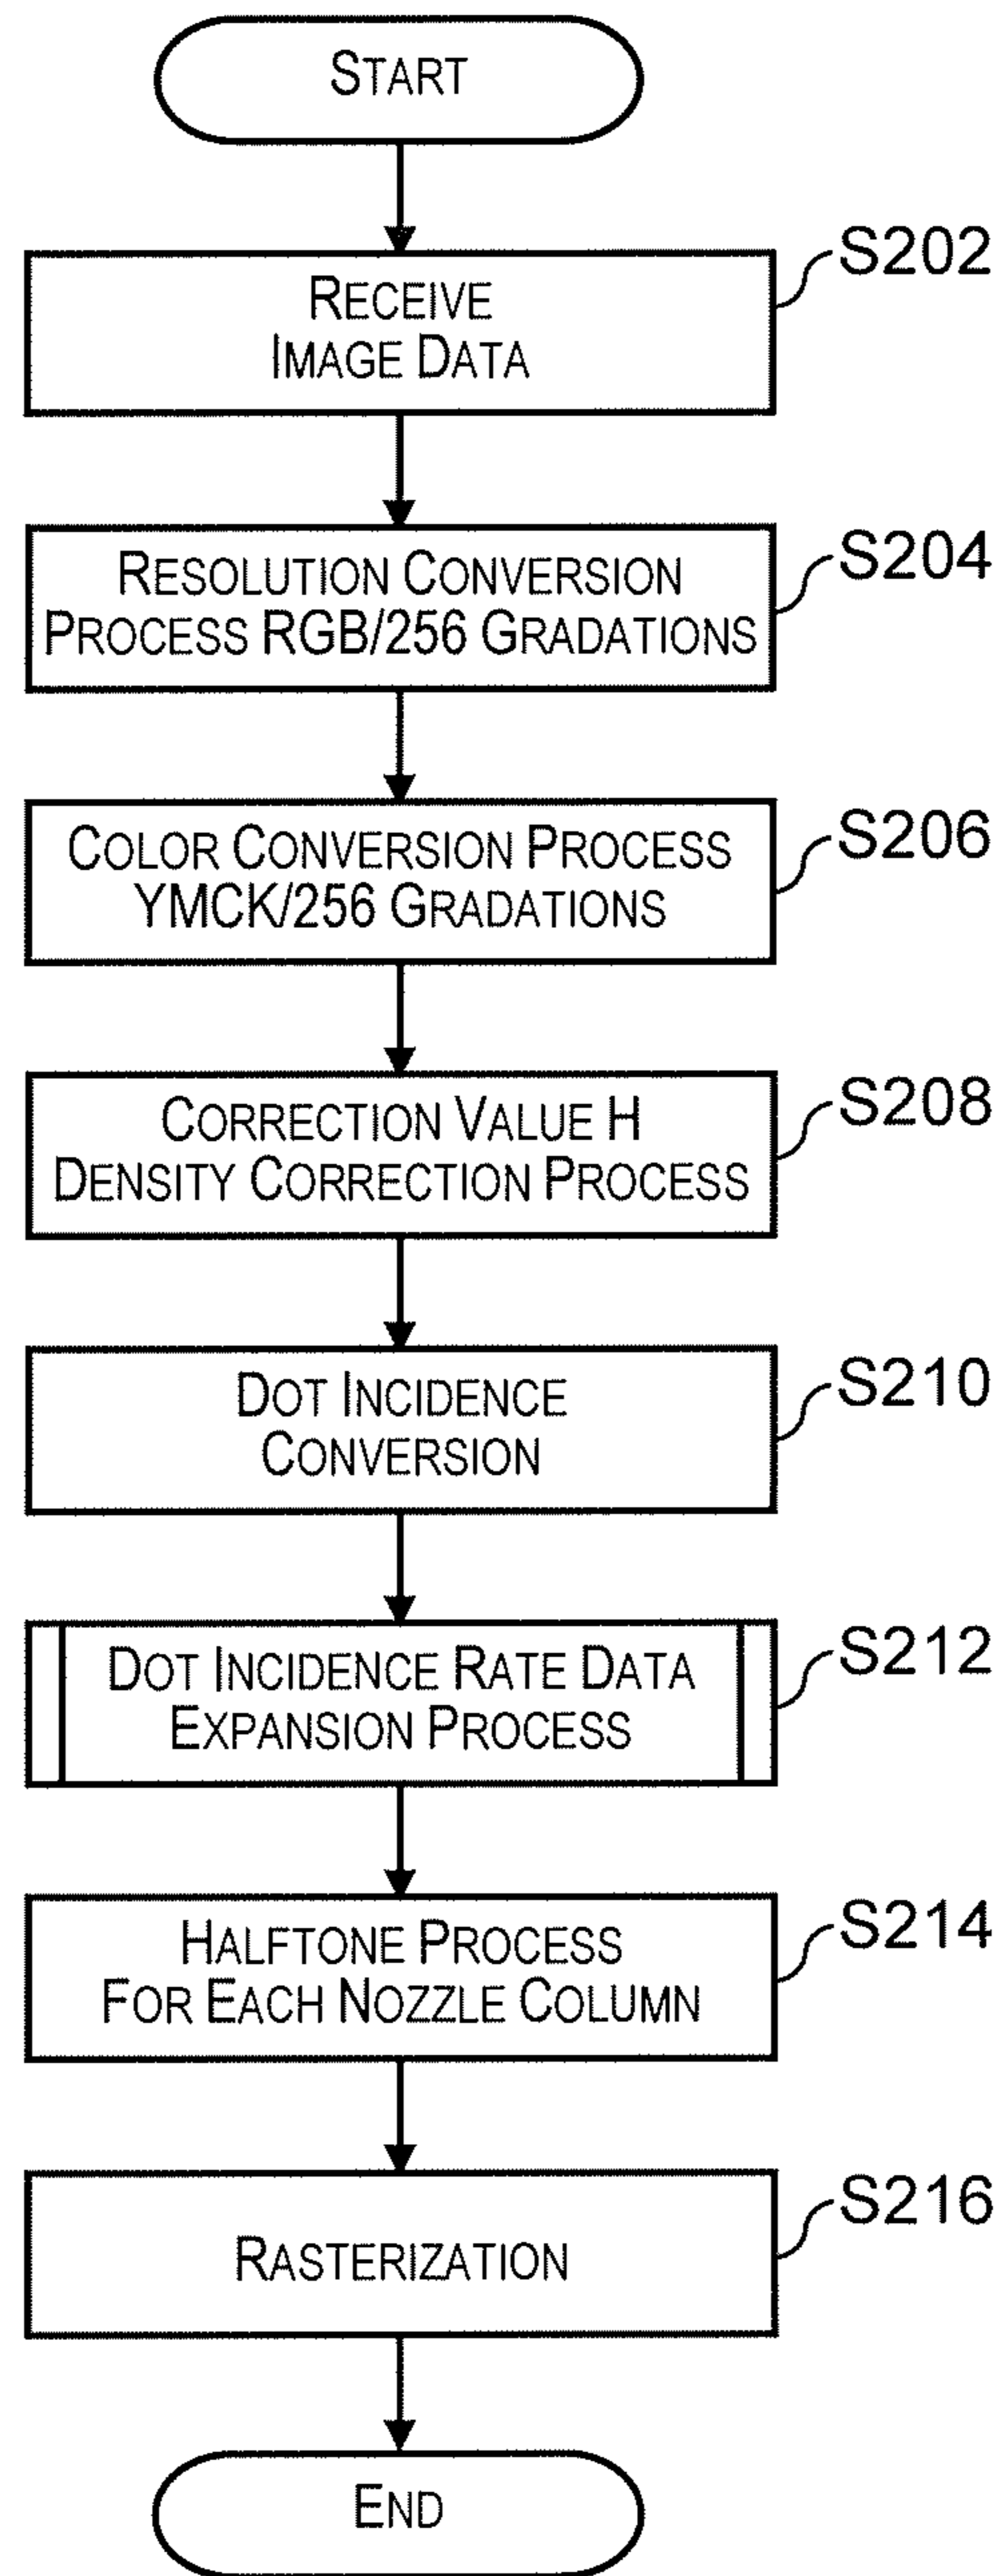 START
S202
RECEIVE
IMAGE DATA
S204
RESOLUTION CONVERSION
PROCESS RGB/256 GRADATIONS
S206
COLOR CONVERSION PROCESS
YMCK/256 GRADATIONS
S208
CORRECTION VALUE H
DENSITY CORRECTION PROCESS
S210
DOT INCIDENCE
CONVERSION
S212
DOT INCIDENCE RATE DATA
EXPANSION PROCESS
S214
HALFTONE PROCESS
FOR EACH NOZZLE COLUMN
S216
RASTERIZATION
END